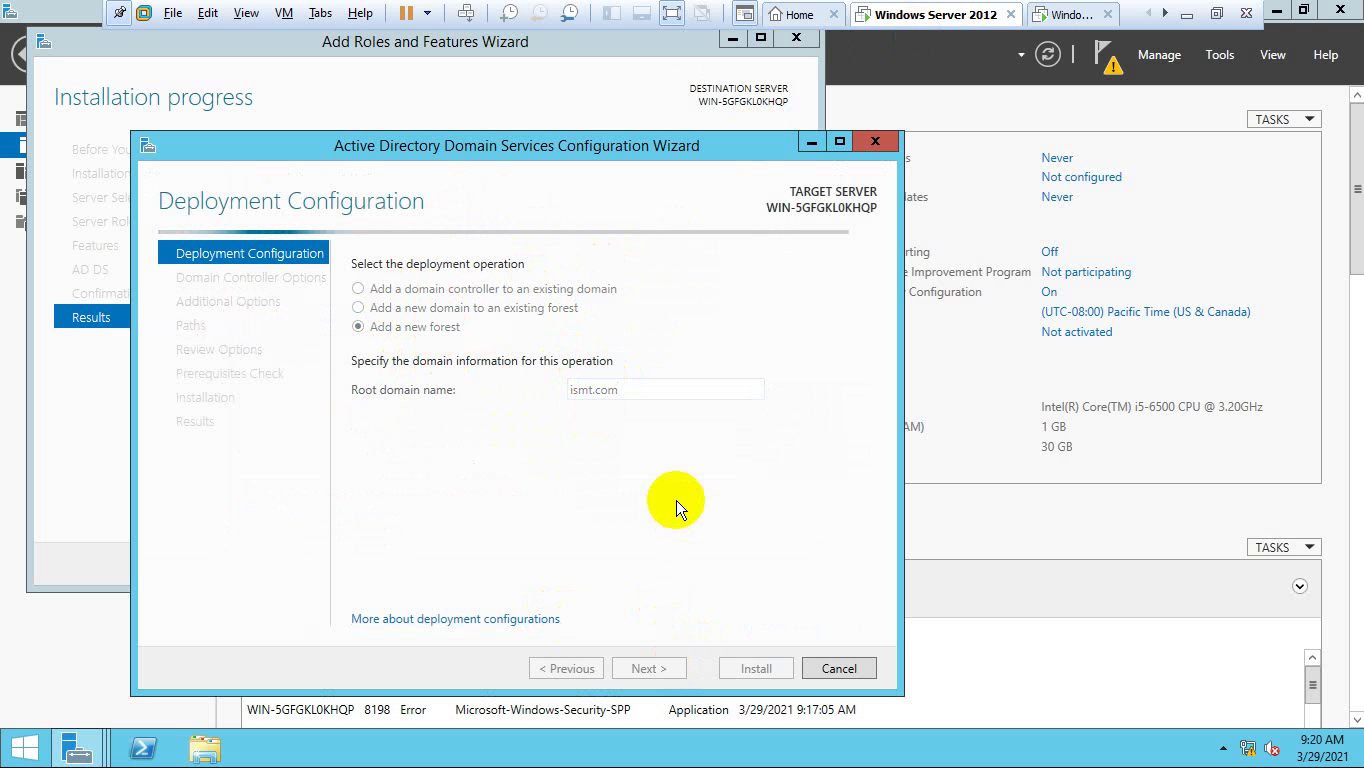 File Edit View VM Tabs Help
Home
Windows Server 2012
Windo...
Add Roles and Features Wizard
Manage Tools View Help
Installation progress
DESTINATION SERVER
WIN-5GFGKL0KHQP
Before You
Installation
Server Sele
Server Rol
Features
AD DS
Confirmati
Results
Active Directory Domain Services Configuration Wizard
Deployment Configuration
TARGET SERVER
WIN-5GFGKL0KHQP
Deployment Configuration
Domain Controller Options
Additional Options
Paths
Review Options
Prerequisites Check
Installation
Results
Select the deployment operation
Add a domain controller to an existing domain
Add a new domain to an existing forest
Add a new forest
Specify the domain information for this operation
Root domain name: ismt.com
More about deployment configurations
< Previous Next > Install Cancel
TASKS
s Never
Not configured
lates Never
rting Off
e Improvement Program Not participating
r Configuration On
(UTC-08:00) Pacific Time (US & Canada)
Not activated
Intel(R) Core(TM) i5-6500 CPU @ 3.20GHz
AM) 1 GB
30 GB
TASKS
WIN-5GFGKL0KHQP 8198 Error Microsoft-Windows-Security-SPP Application 3/29/2021 9:17:05 AM
9:20 AM
3/29/2021